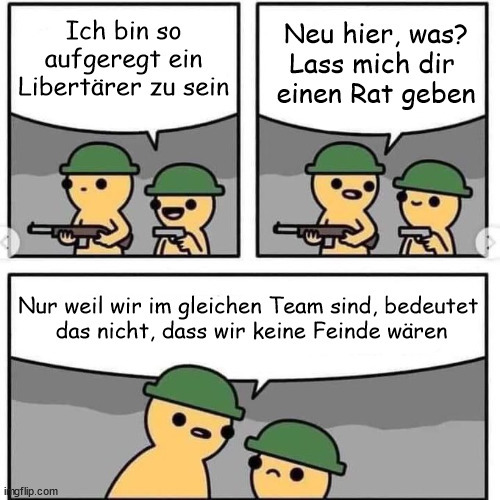 Ich bin so
aufgeregt ein
Libertärer zu sein
Neu hier, was?
Lass mich dir
einen Rat geben
Nur weil wir im gleichen Team sind, bedeutet
das nicht, dass wir keine Feinde wären
imgflip.com